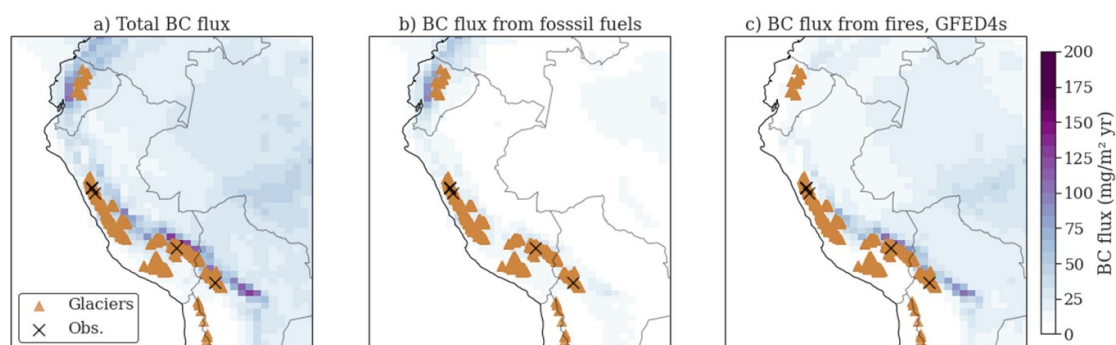 a) Total BC flux
b) BC flux from fosssil fuels
c) BC flux from fires, GFED4s
Glaciers
Obs.
200
175
150
125
100
75
50
25
0
BC flux (mg/m² yr)